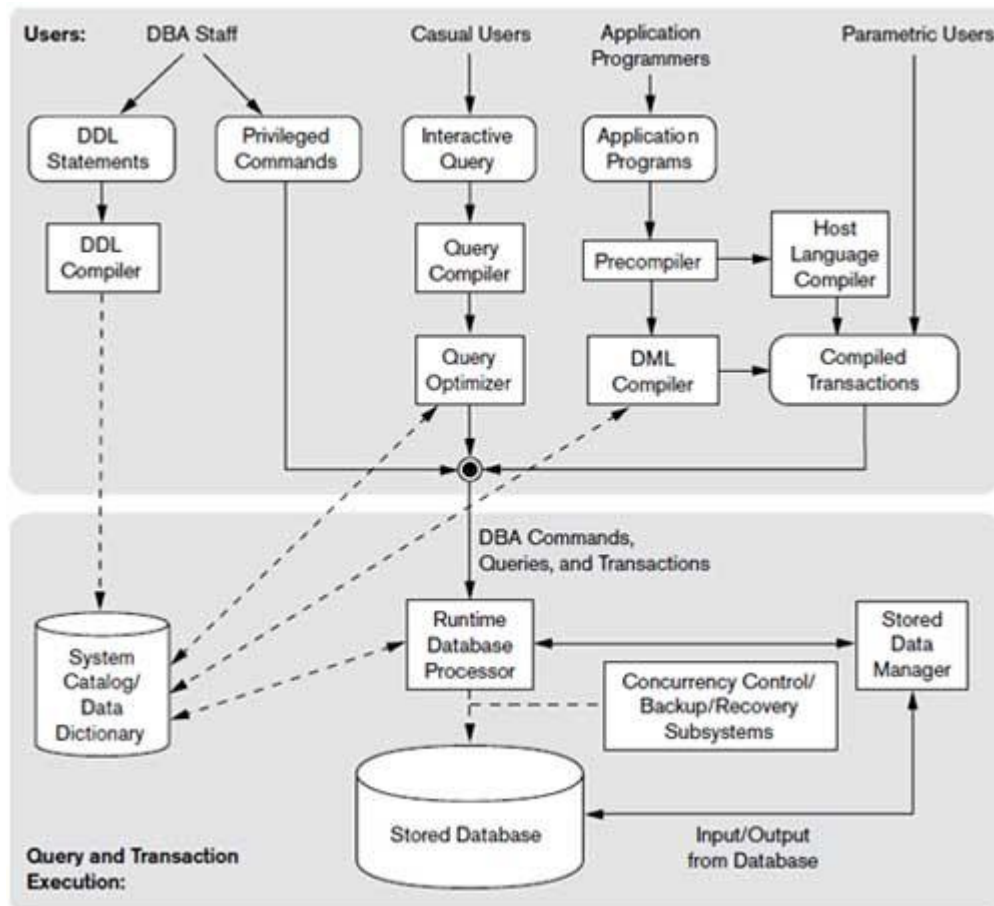 Users:
DBA Staff
Casual Users
Application
Programmers
Parametric Users
DDL
Statements
Privileged
Commands
Interactive
Query
Application
Programs
DDL
Compiler
Query
Compiler
Precompiler
Host
Language
Compiler
Query
Optimizer
DML
Compiler
Compiled
Transactions
DBA Commands,
Queries, and Transactions
System
Catalog/
Data
Dictionary
Runtime
Database
Processor
Stored
Data
Manager
Concurrency Control/
Backup/Recovery
Subsystems
Stored Database
Input/Output
from Database
Query and Transaction
Execution: